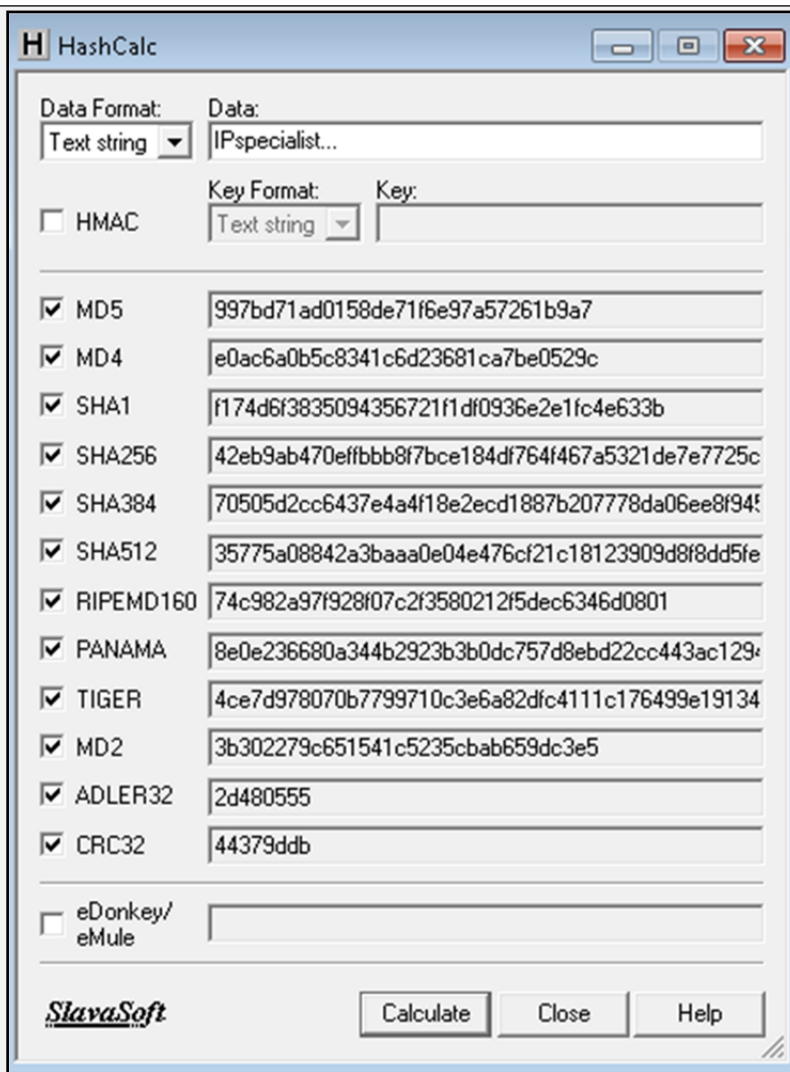 H HashCalc
Data Format: Data:
Text string IPspecialist...
Key Format: Key:
HMAC Text string
MD5 997bd71ad0158de71f6e97a57261b9a7
MD4 e0ac6a0b5c8341c6d23681ca7be0529c
SHA1 f174d6f3835094356721f1df0936e2e1fc4e633b
SHA256 42eb9ab470effbbb8f7bce184df764f467a5321de7e7725c
SHA384 70505d2cc6437e4a4f18e2ecd1887b207778da06ee8f945
SHA512 35775a08842a3baaa0e04e476cf21c18123909d8f8dd5fe
RIPEMD160 74c982a97f928f07c2f3580212f5dec6346d0801
PANAMA 8e0e236680a344b2923b3b0dc757d8ebd22cc443ac1294
TIGER 4ce7d978070b7799710c3e6a82dfc4111c176499e19134
MD2 3b302279c651541c5235cbab659dc3e5
ADLER32 2d480555
CRC32 44379ddb
eDonkey/
eMule
SlavaSoft Calculate Close Help